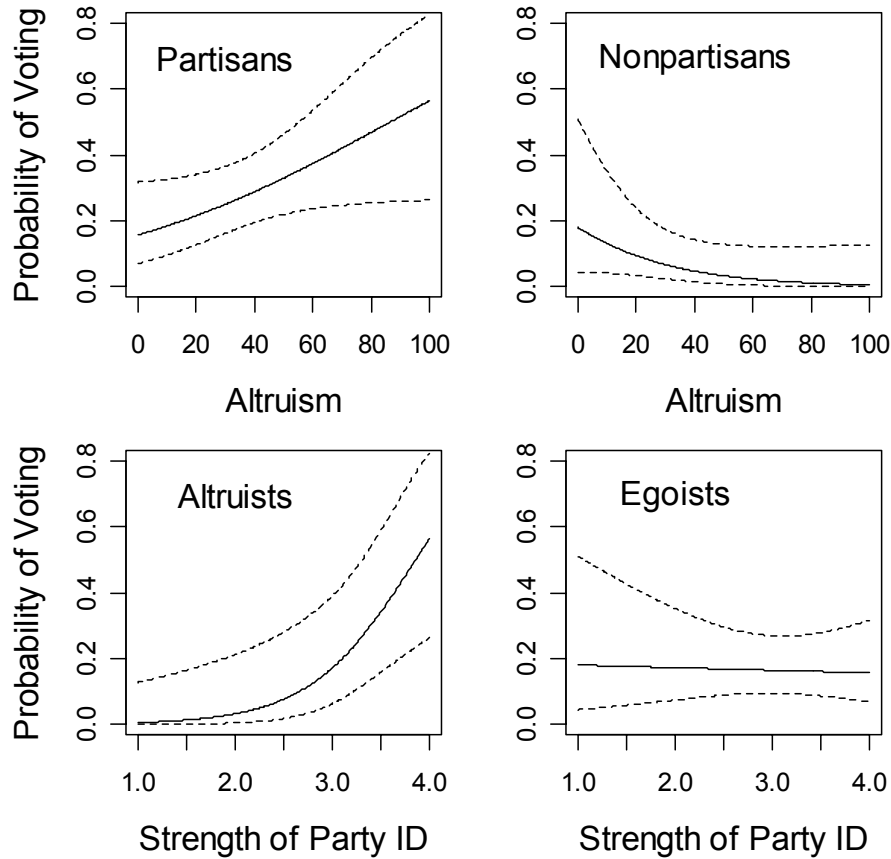 Partisans
Nonpartisans
Probability of Voting
0.0 0.2 0.4 0.6 0.8
0.0 0.2 0.4 0.6 0.8
0 20 40 60 80 100
0 20 40 60 80 100
Altruism
Altruism
Altruists
Egoists
Probability of Voting
0.0 0.2 0.4 0.6 0.8
0.0 0.2 0.4 0.6 0.8
1.0 2.0 3.0 4.0
1.0 2.0 3.0 4.0
Strength of Party ID
Strength of Party ID